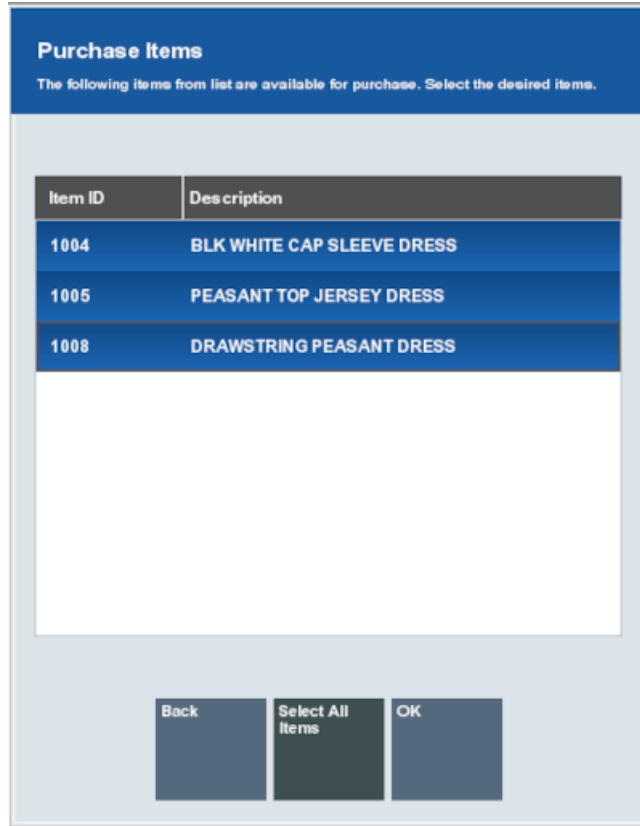 Purchase Items
The following items from list are available for purchase. Select the desired items.
Item ID Description
1004 BLK WHITE CAP SLEEVE DRESS
1005 PEASANT TOP JERSEY DRESS
1008 DRAWSTRING PEASANT DRESS
Back Select All Items OK